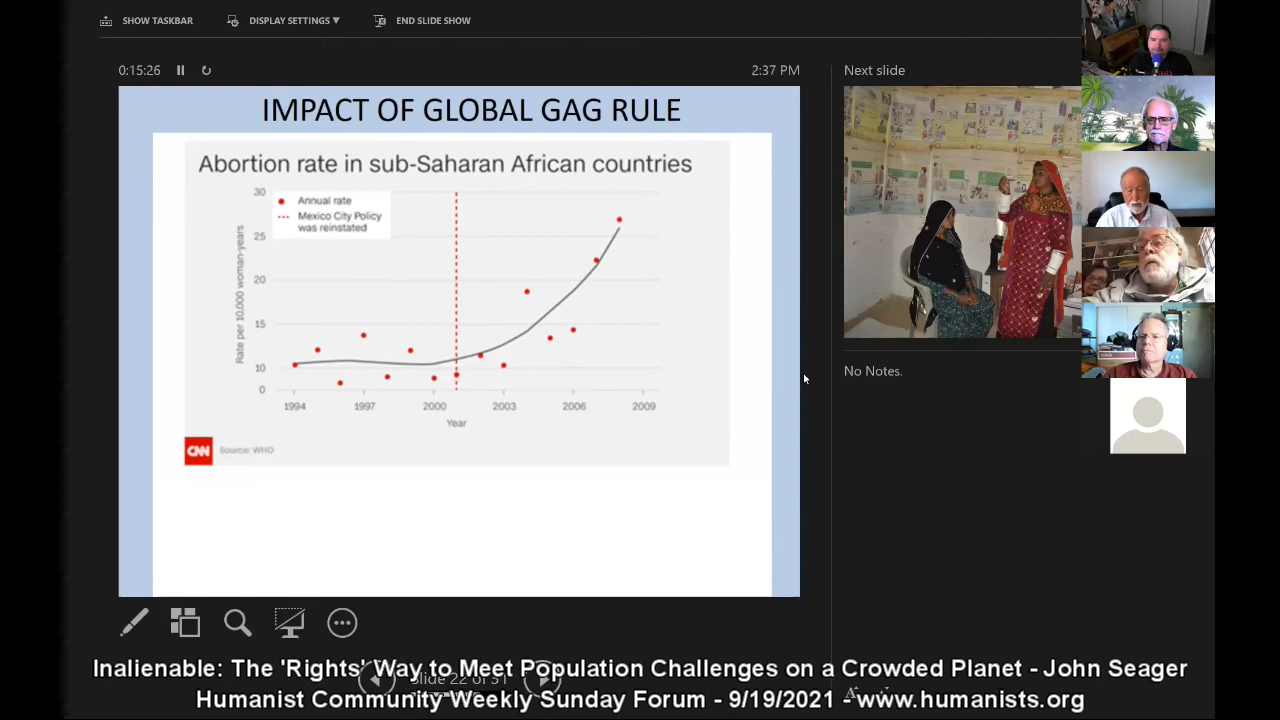 SHOW TASKBAR
DISPLAY SETTINGS ▼
END SLIDE SHOW
0:15:26
2:37 PM
Next slide
IMPACT OF GLOBAL GAG RULE
Abortion rate in sub-Saharan African countries
30
25
20
15
10
0
Rate per 10,000 woman-years
Annual rate
Mexico City Policy
was reinstated
1994
1997
2000
2003
2006
2009
Year
CNN
Source: WHO
No Notes.
Slide 22 of 51
Inalienable: The 'Rights' Way to Meet Population Challenges on a Crowded Planet - John Seager
Humanist Community Weekly Sunday Forum - 9/19/2021 - www.humanists.org